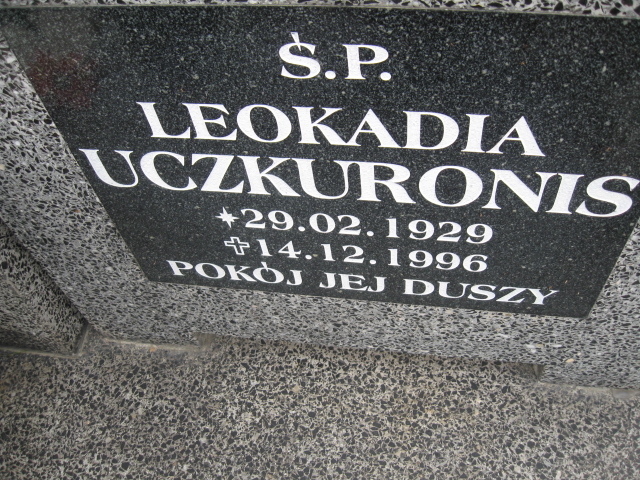 Ś.P.
LEOKADIA
UCZKURONIS
*29.02.1929
✝14.12.1996
POKÓJ JEJ DUSZY